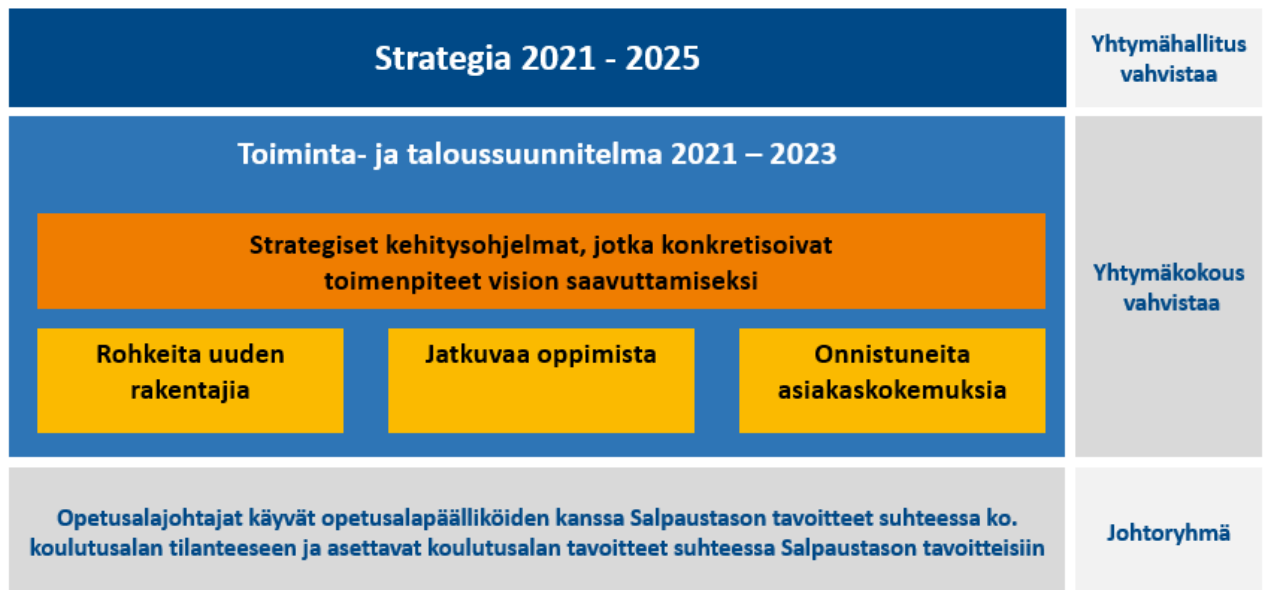 Strategia 2021 - 2025
Yhtymähallitus
vahvistaa
Toiminta- ja taloussuunnitelma 2021 – 2023
Strategiset kehitysohjelmat, jotka konkretisoivat
toimenpiteet vision saavuttamiseksi
Rohkeita uuden
rakentajia
Jatkuvaa oppimista
Onnistuneita
asiakaskokemuksia
Yhtymäkokous
vahvistaa
Opetusalajohtajat käyvät opetusalapäälliköiden kanssa Salpaustason tavoitteet suhteessa ko.
koulutusalan tilanteeseen ja asettavat koulutusalan tavoitteet suhteessa Salpaustason tavoitteisiin
Johtoryhmä